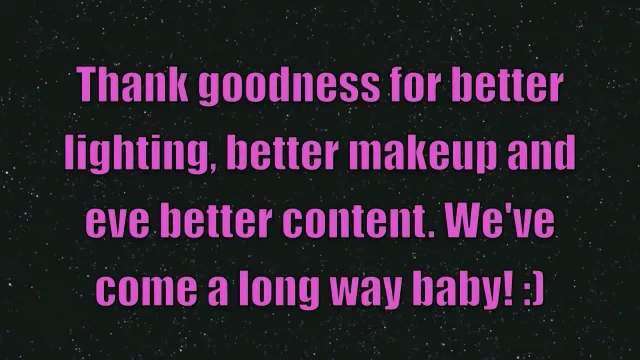 Thank goodness for better
lighting, better makeup and
eve better content. We've
come a long way baby! :)